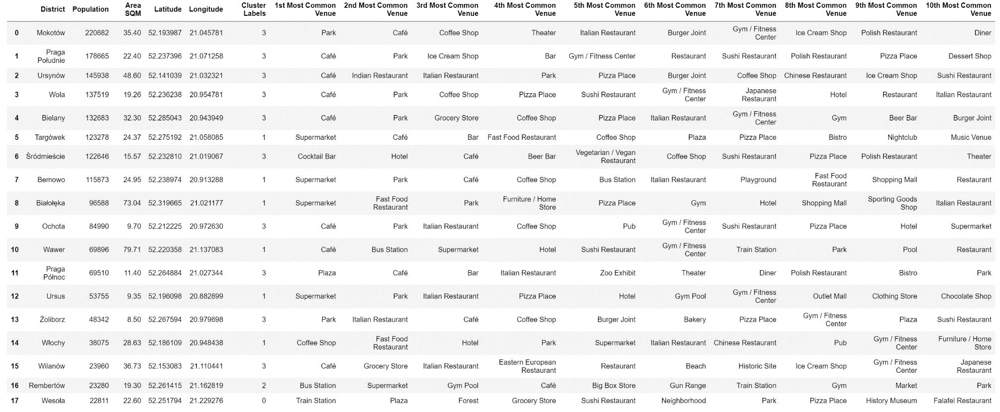 District Population Area SQM Latitude Longitude Cluster Labels 1st Most Common Venue 2nd Most Common Venue 3rd Most Common Venue 4th Most Common Venue 5th Most Common Venue 6th Most Common Venue 7th Most Common Venue 8th Most Common Venue 9th Most Common Venue 10th Most Common Venue
0 Mokotów 220682 35.40 52.193987 21.045781 3 Park Café Coffee Shop Theater Italian Restaurant Burger Joint Gym / Fitness Center Ice Cream Shop Polish Restaurant Diner
1 Praga Południe 178665 22.40 52.237396 21.071258 3 Café Park Ice Cream Shop Bar Gym / Fitness Center Restaurant Sushi Restaurant Polish Restaurant Pizza Place Dessert Shop
2 Ursynów 145938 48.60 52.141039 21.032321 3 Café Indian Restaurant Italian Restaurant Park Pizza Place Burger Joint Coffee Shop Chinese Restaurant Ice Cream Shop Sushi Restaurant
3 Wola 137519 19.26 52.236238 20.954781 3 Café Park Coffee Shop Pizza Place Sushi Restaurant Gym / Fitness Center Japanese Restaurant Hotel Restaurant Italian Restaurant
4 Bielany 132683 32.30 52.285043 20.943949 3 Café Park Grocery Store Coffee Shop Pizza Place Italian Restaurant Gym / Fitness Center Gym Beer Bar Burger Joint
5 Targówek 123278 24.37 52.275192 21.058085 1 Supermarket Café Bar Fast Food Restaurant Coffee Shop Plaza Pizza Place Bistro Nightclub Music Venue
6 Śródmieście 122646 15.57 52.232810 21.019067 3 Cocktail Bar Hotel Café Beer Bar Vegetarian / Vegan Restaurant Coffee Shop Sushi Restaurant Pizza Place Polish Restaurant Theater
7 Bemowo 115873 24.95 52.238974 20.913288 1 Supermarket Park Café Coffee Shop Bus Station Italian Restaurant Playground Fast Food Restaurant Shopping Mall Restaurant
8 Białołęka 96588 73.04 52.319665 21.021177 1 Supermarket Fast Food Restaurant Park Furniture / Home Store Pizza Place Gym Hotel Shopping Mall Sporting Goods Shop Italian Restaurant
9 Ochota 84990 9.70 52.212225 20.972630 3 Café Park Italian Restaurant Coffee Shop Pub Gym / Fitness Center Sushi Restaurant Pizza Place Hotel Supermarket
10 Wawer 69896 79.71 52.220358 21.137083 1 Café Bus Station Supermarket Hotel Sushi Restaurant Gym / Fitness Center Train Station Park Pool Restaurant
11 Praga Północ 69510 11.40 52.264884 21.027344 3 Plaza Café Bar Italian Restaurant Zoo Exhibit Theater Diner Polish Restaurant Bistro Park
12 Ursus 53755 9.35 52.196098 20.882899 1 Supermarket Park Italian Restaurant Pizza Place Hotel Gym Pool Gym / Fitness Center Outlet Mall Clothing Store Chocolate Shop
13 Żoliborz 48342 8.50 52.267594 20.979698 3 Park Italian Restaurant Café Coffee Shop Burger Joint Bakery Pizza Place Gym / Fitness Center Plaza Sushi Restaurant
14 Włochy 38075 28.63 52.186109 20.948438 1 Coffee Shop Fast Food Restaurant Hotel Park Supermarket Italian Restaurant Chinese Restaurant Pub Gym / Fitness Center Furniture / Home Store
15 Wilanów 23960 36.73 52.153083 21.110441 3 Café Grocery Store Italian Restaurant Eastern European Restaurant Restaurant Beach Historic Site Ice Cream Shop Gym / Fitness Center Japanese Restaurant
16 Rembertów 23280 19.30 52.261415 21.162819 2 Bus Station Supermarket Gym Pool Café Big Box Store Gun Range Train Station Gym Market Park
17 Wesoła 22811 22.60 52.251794 21.229276 0 Train Station Plaza Forest Grocery Store Sushi Restaurant Neighborhood Park Pizza Place History Museum Falafel Restaurant